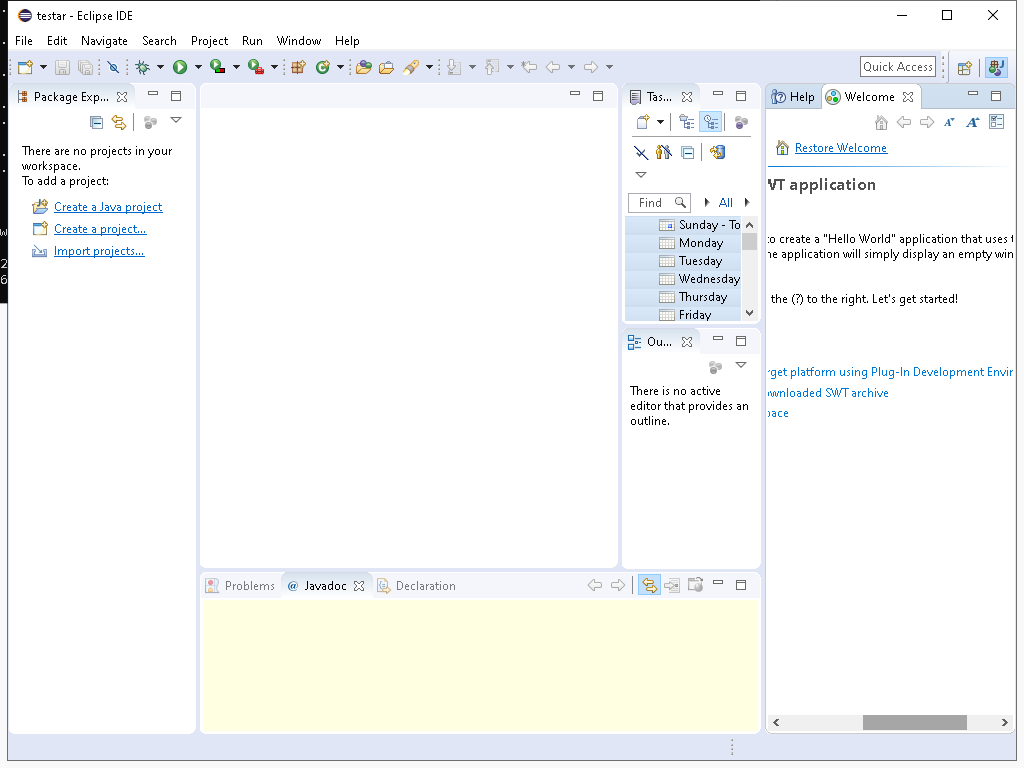 testar - Eclipse IDE
File Edit Navigate Search Project Run Window Help
Quick Access
Package Exp...
There are no projects in your
workspace.
To add a project:
Create a Java project
Create a project...
Import projects...
Tas...
Find
All
Sunday - To
Monday
Tuesday
Wednesday
Thursday
Friday
Ou...
There is no active
editor that provides an
outline.
Help Welcome
Restore Welcome
WT application
to create a "Hello World" application that uses t
he application will simply display an empty win
the (?) to the right. Let's get started!
rget platform using Plug-In Development Envir
ownloaded SWT archive
pace
Problems @ Javadoc Declaration